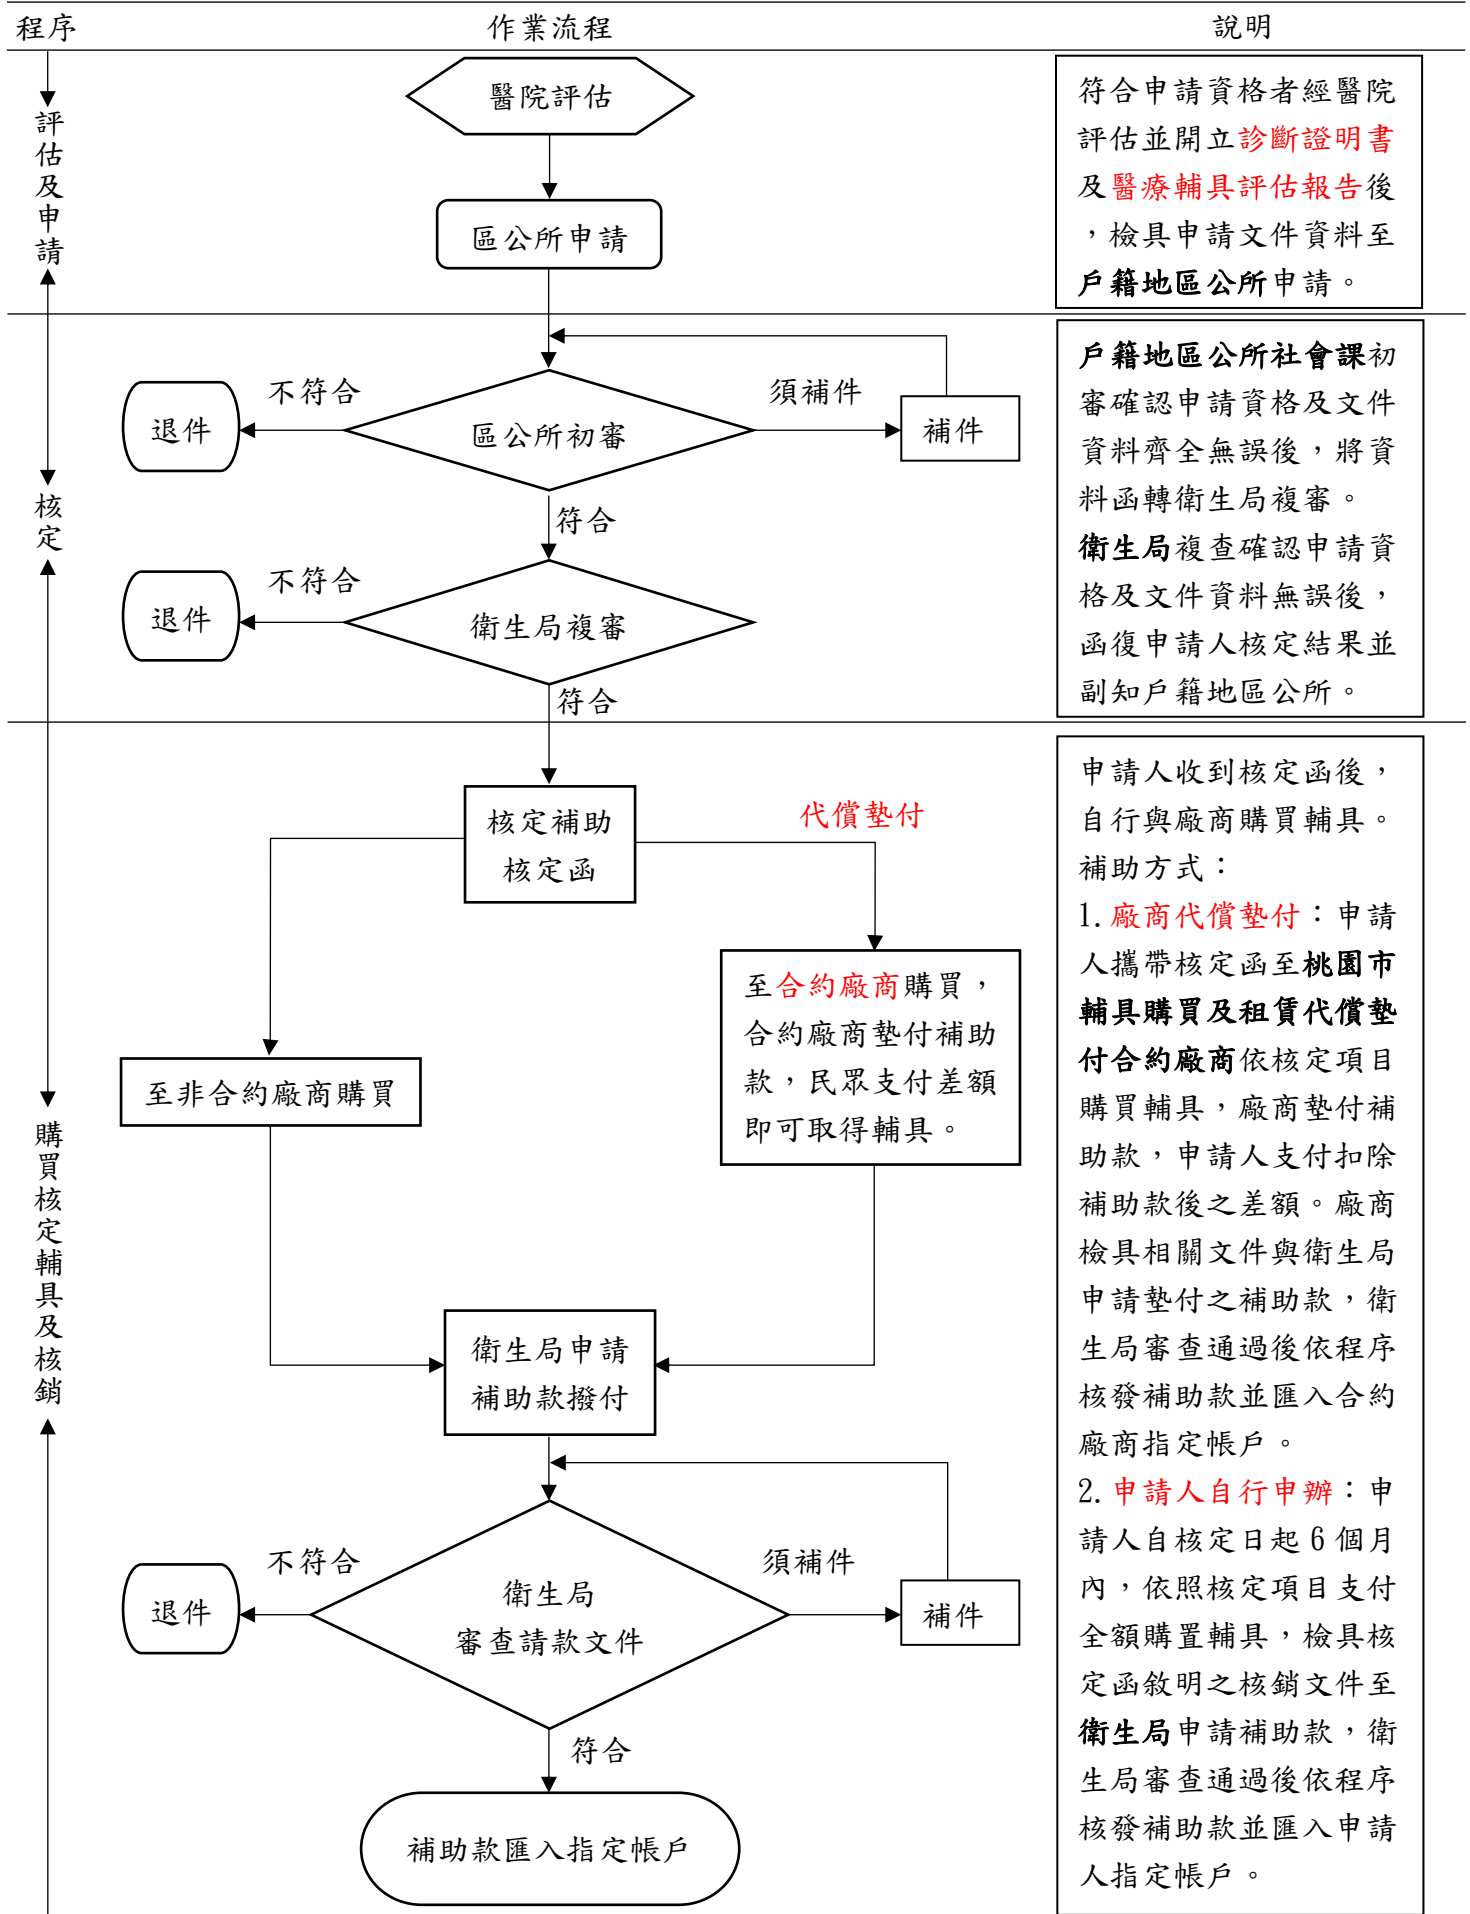 程序
作業流程
說明
評估及申請
醫院評估
區公所申請
符合申請資格者經醫院
評估並開立診斷證明書
及醫療輔具評估報告後
，檢具申請文件資料至
戶籍地區公所申請。
核定
不符合
須補件
退件
區公所初審
補件
符合
不符合
退件
衛生局複審
符合
戶籍地區公所社會課初
審確認申請資格及文件
資料齊全無誤後，將資
料函轉衛生局複審。
衛生局複查確認申請資
格及文件資料無誤後，
函復申請人核定結果並
副知戶籍地區公所。
購買核定輔具及核銷
核定補助
核定函
代償墊付
至合約廠商購買，
合約廠商墊付補助
款，民眾支付差額
即可取得輔具。
至非合約廠商購買
衛生局申請
補助款撥付
不符合
須補件
退件
衛生局
審查請款文件
補件
符合
補助款匯入指定帳戶
申請人收到核定函後，
自行與廠商購買輔具。
補助方式：
1.廠商代償墊付：申請
人攜帶核定函至桃園市
輔具購買及租賃代償墊
付合約廠商依核定項目
購買輔具，廠商墊付補
助款，申請人支付扣除
補助款後之差額。廠商
檢具相關文件與衛生局
申請墊付之補助款，衛
生局審查通過後依程序
核發補助款並匯入合約
廠商指定帳戶。
2.申請人自行申辦：申
請人自核定日起 6 個月
內，依照核定項目支付
全額購置輔具，檢具核
定函敘明之核銷文件至
衛生局申請補助款，衛
生局審查通過後依程序
核發補助款並匯入申請
人指定帳戶。